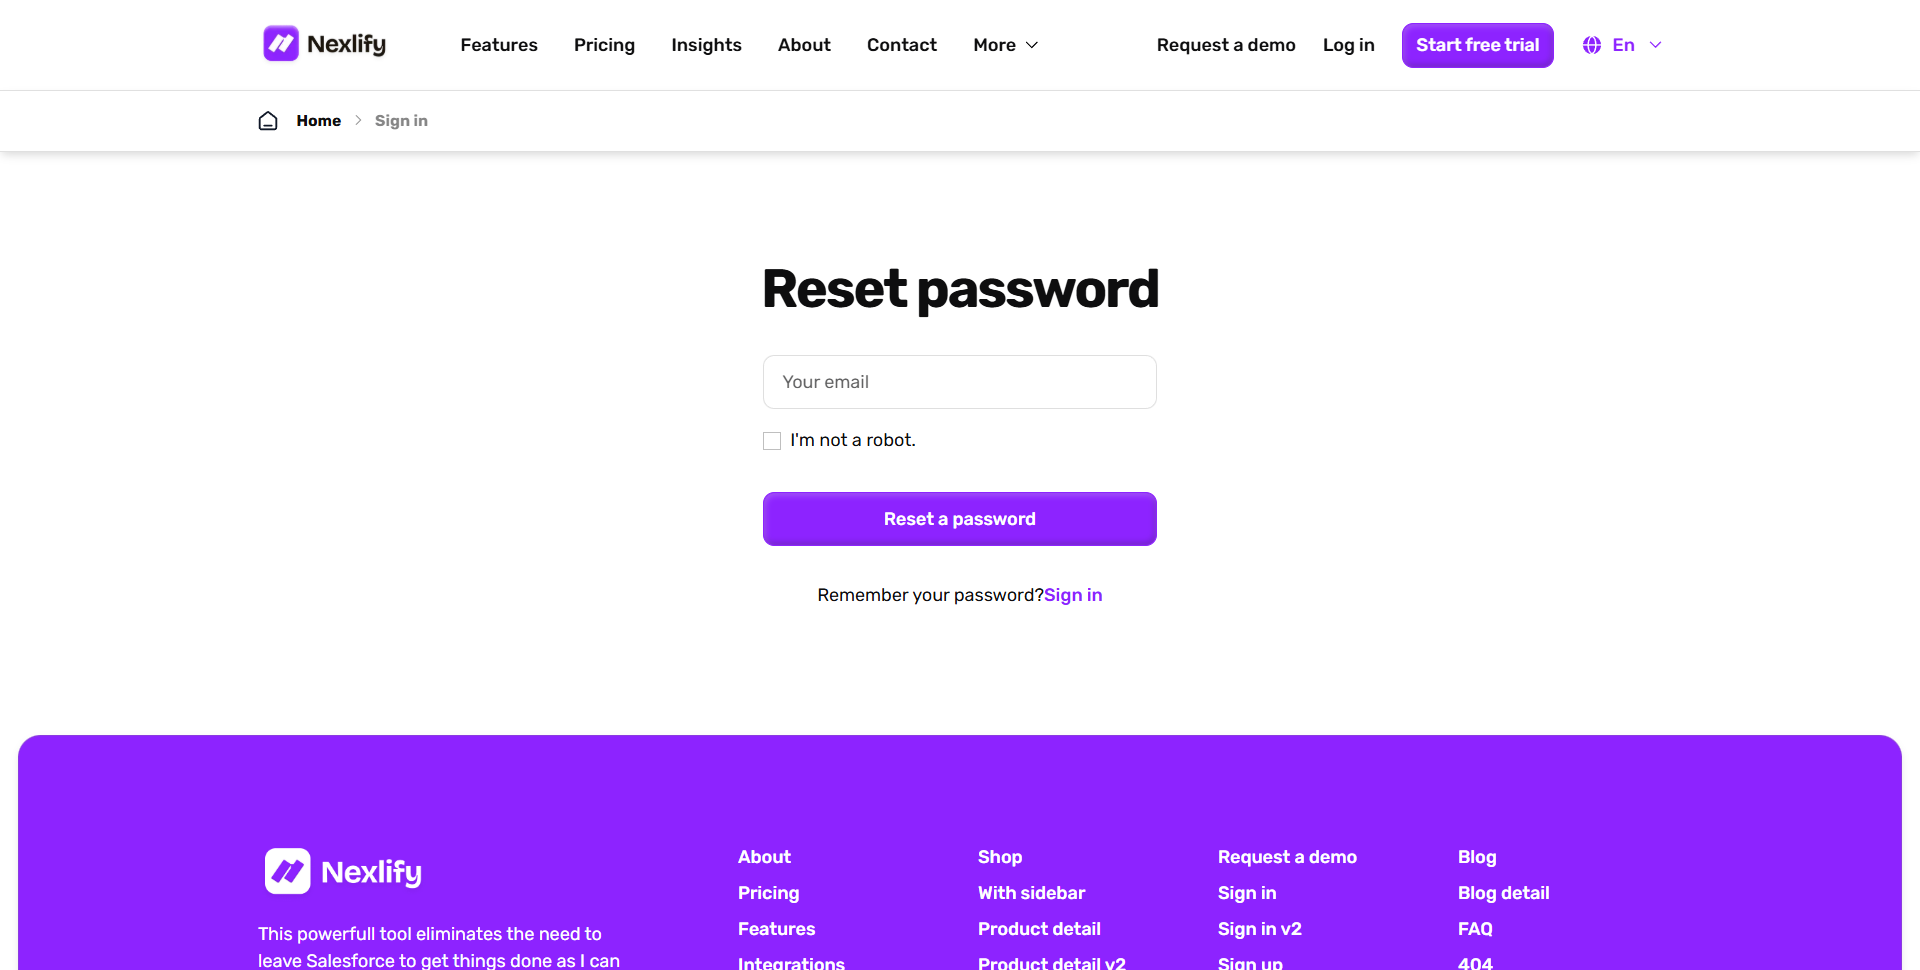 Nexlify
Features
Pricing
Insights
About
Contact
More
Request a demo
Log in
Start free trial
En
Home
Sign in
Reset password
Your email
I'm not a robot.
Reset a password
Remember your password?Sign in
Nexlify
This powerfull tool eliminates the need to
leave Salesforce to get things done as I can
About
Pricing
Features
Integrations
Shop
With sidebar
Product detail
Product detail v2
Request a demo
Sign in
Sign in v2
Sign up
Blog
Blog detail
FAQ
404